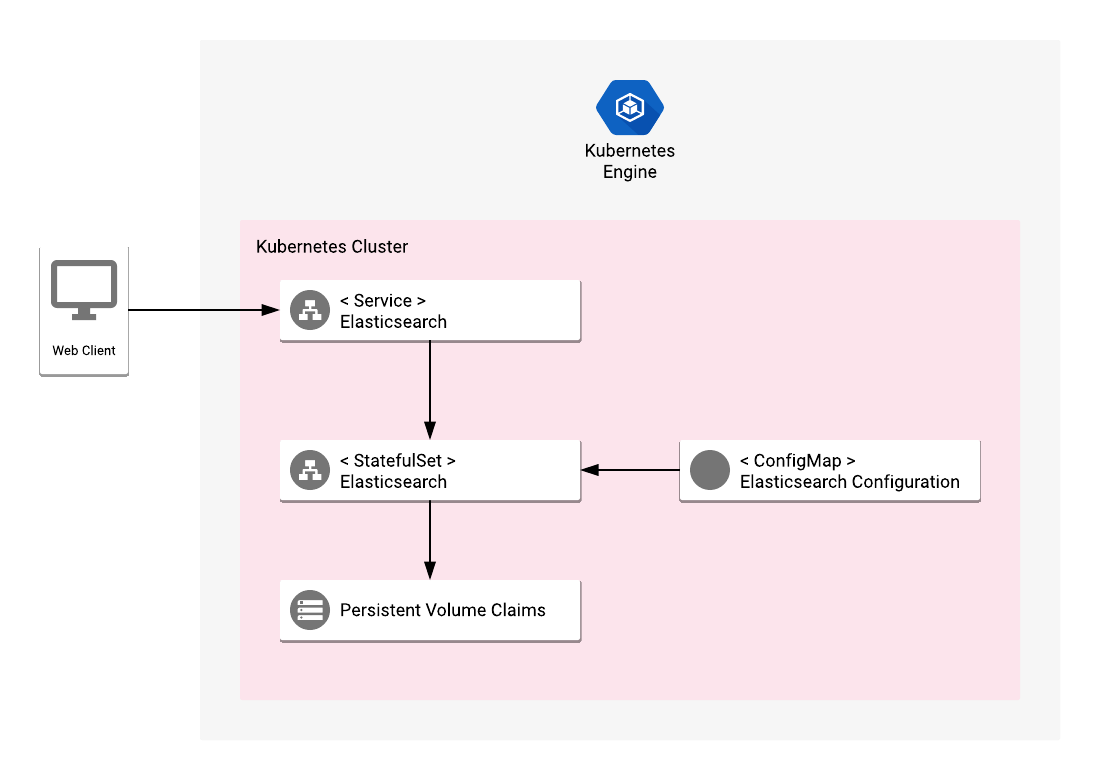 Kubernetes
Engine
Kubernetes Cluster
Web Client
< Service >
Elasticsearch
< StatefulSet >
Elasticsearch
< ConfigMap >
Elasticsearch Configuration
Persistent Volume Claims